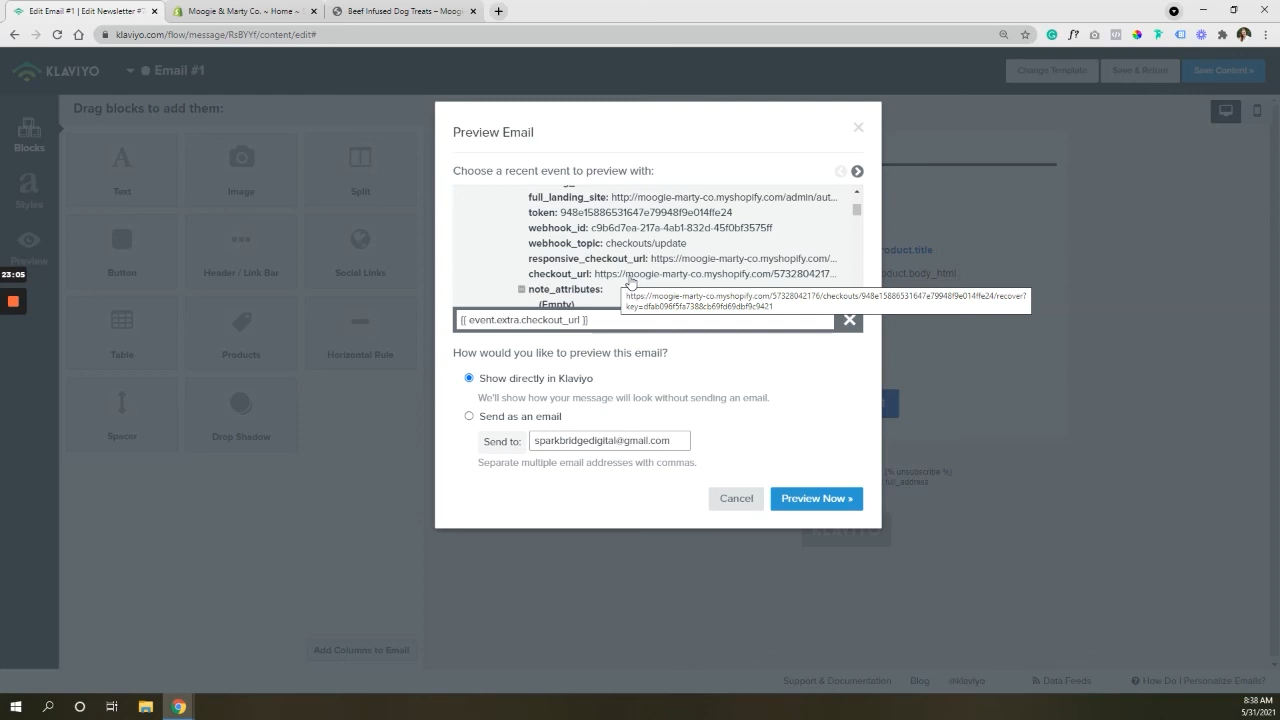 Edit Email #1 | Edit Newsletter #
Moogie & Marty Co. ~ Home ~
Beef Infused Dog Treats – Moog
klaviyo.com/flow/message/RsBYYf/content/edit#
KLAVIYO
Email #1
Change Template
Save & Return
Save Content »
Drag blocks to add them:
Blocks
Styles
Preview
Text
Image
Split
Button
Header / Link Bar
Social Links
Table
Products
Horizontal Rule
Spacer
Drop Shadow
Add Columns to Email
23:05
Preview Email
Choose a recent event to preview with:
full_landing_site: http://moogie-marty-co.myshopify.com/admin/aut...
token: 948e15886531647e79948f9e014ffe24
webhook_id: c9b6d7ea-217a-4ab1-832d-45f0bf3575ff
webhook_topic: checkouts/update
responsive_checkout_url: https://moogie-marty-co.myshopify.com/...
checkout_url: https://moogie-marty-co.myshopify.com/5732804217...
note_attributes:
(Empty)
https://moogie-marty-co.myshopify.com/57328042176/checkouts/948e15886531647e79948f9e014ffe24/recover?
key=dfab096f5fa7388cb69fd69dbf9c9421
{{ event.extra.checkout_url }}
How would you like to preview this email?
Show directly in Klaviyo
We'll show how your message will look without sending an email.
Send as an email
Send to:
sparkbridgedigital@gmail.com
Separate multiple email addresses with commas.
Cancel
Preview Now »
oduct.title
duct.body_html
{% unsubscribe %}
full_address
KLAVIYO
Support & Documentation
Blog
@klaviyo
Data Feeds
How Do I Personalize Emails?
8:38 AM
5/31/2021